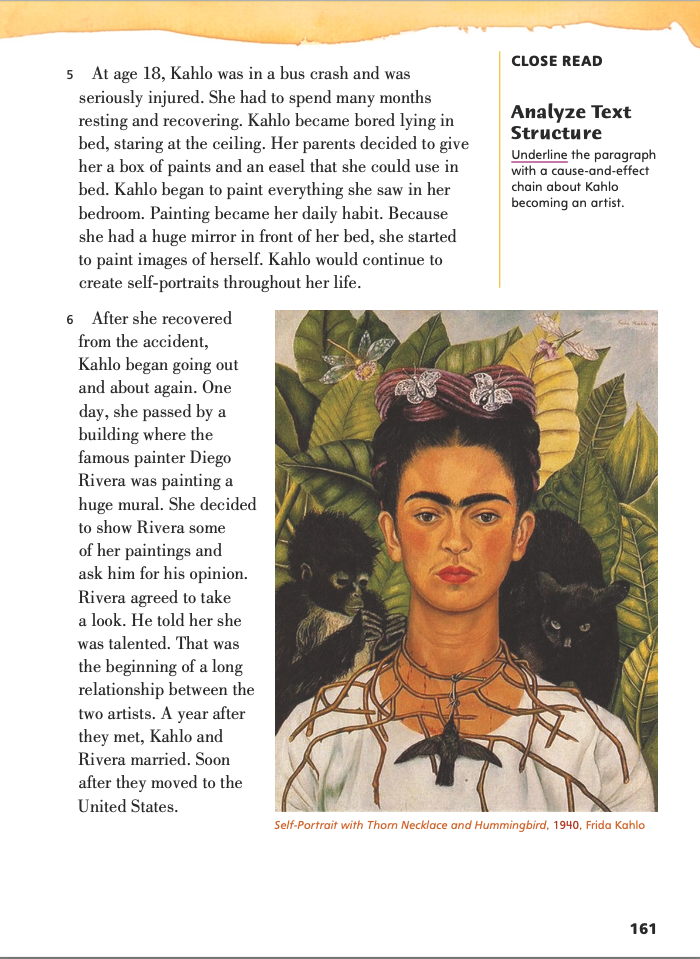 5 At age 18, Kahlo was in a bus crash and was
seriously injured. She had to spend many months
resting and recovering. Kahlo became bored lying in
bed, staring at the ceiling. Her parents decided to give
her a box of paints and an easel that she could use in
bed. Kahlo began to paint everything she saw in her
bedroom. Painting became her daily habit. Because
she had a huge mirror in front of her bed, she started
to paint images of herself. Kahlo would continue to
create self-portraits throughout her life.
6 After she recovered
from the accident,
Kahlo began going out
and about again. One
day, she passed by a
building where the
famous painter Diego
Rivera was painting a
huge mural. She decided
to show Rivera some
of her paintings and
ask him for his opinion.
Rivera agreed to take
a look. He told her she
was talented. That was
the beginning of a long
relationship between the
two artists. A year after
they met, Kahlo and
Rivera married. Soon
after they moved to the
United States.
CLOSE READ
Analyze Text
Structure
Underline the paragraph
with a cause-and-effect
chain about Kahlo
becoming an artist.
Self-Portrait with Thorn Necklace and Hummingbird, 1940, Frida Kahlo
161